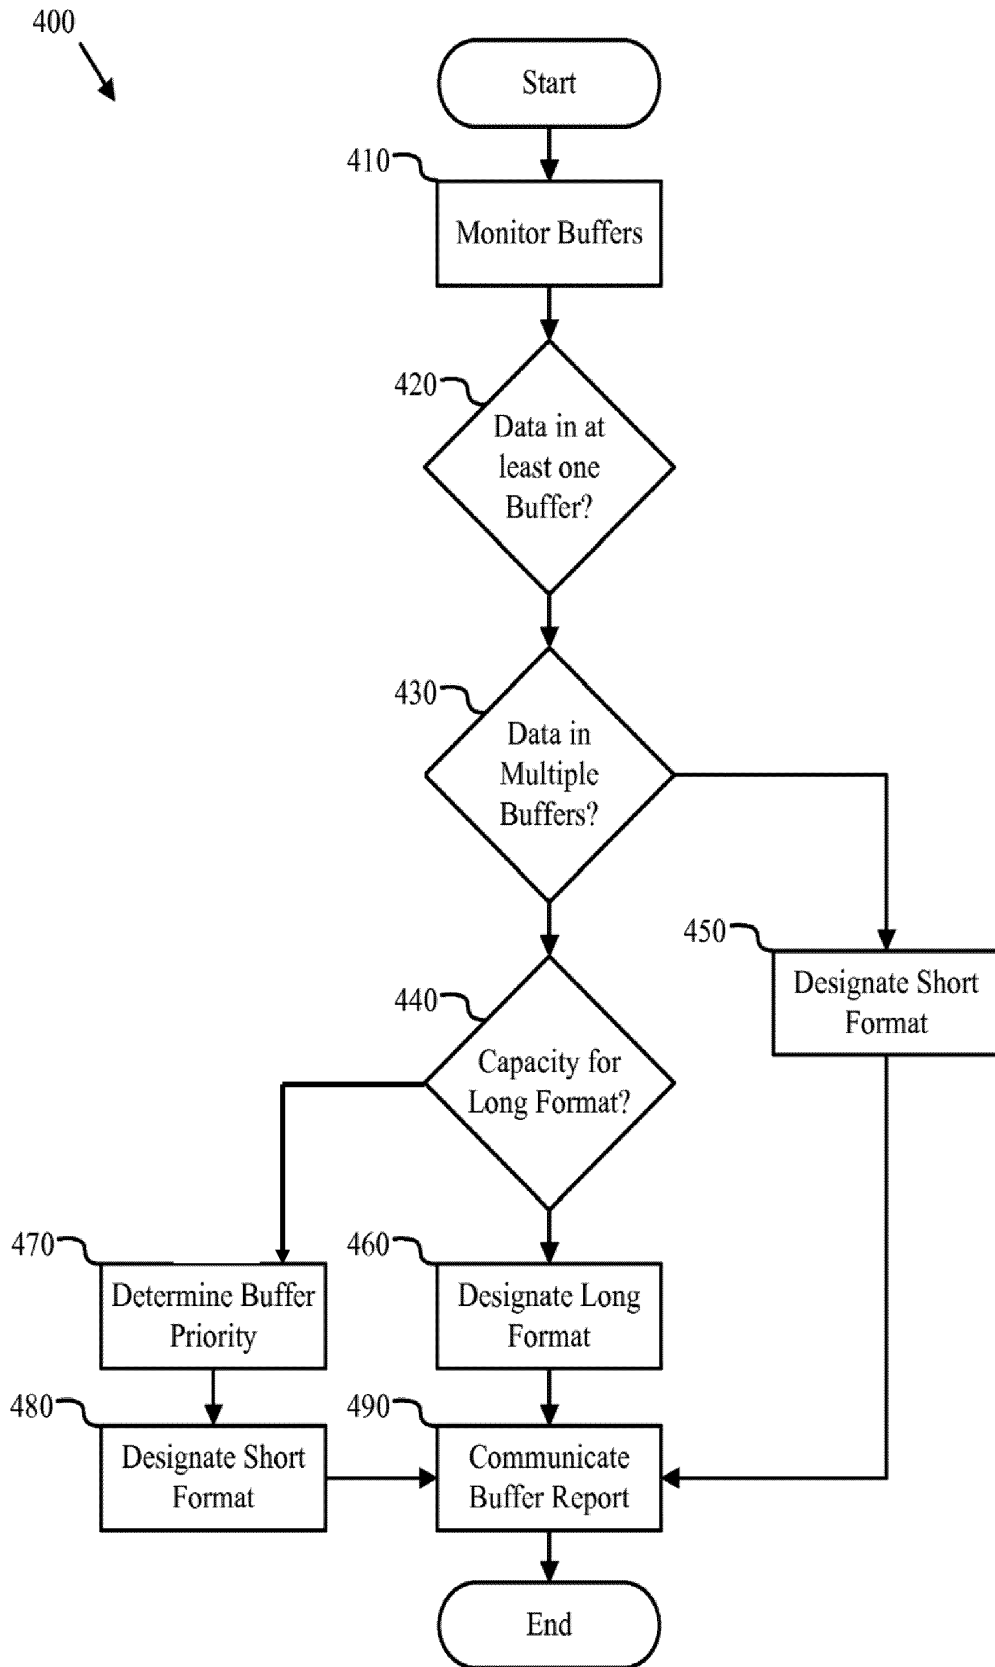 400
Start
410
Monitor Buffers
420
Data in at
least one
Buffer?
430
Data in
Multiple
Buffers?
450
Designate Short
Format
440
Capacity for
Long Format?
470
Determine Buffer
Priority
460
Designate Long
Format
480
Designate Short
Format
490
Communicate
Buffer Report
End